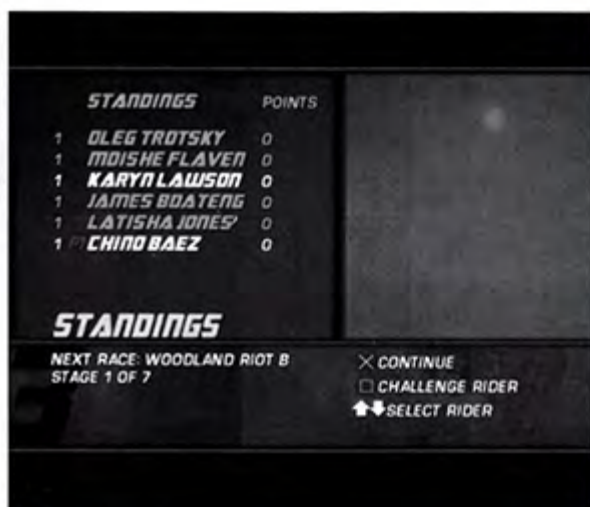 STANDINGS POINTS
1 OLEG TROTSKY 0
1 MOISHE FLAVEN 0
1 KARYN LAWSON 0
1 JAMES BOATENG 0
1 LATISHA JONES' 0
1 P1 CHINO BAEZ 0
STANDINGS
NEXT RACE: WOODLAND RIOT B
STAGE 1 OF 7
CONTINUE
CHALLENGE RIDER
SELECT RIDER